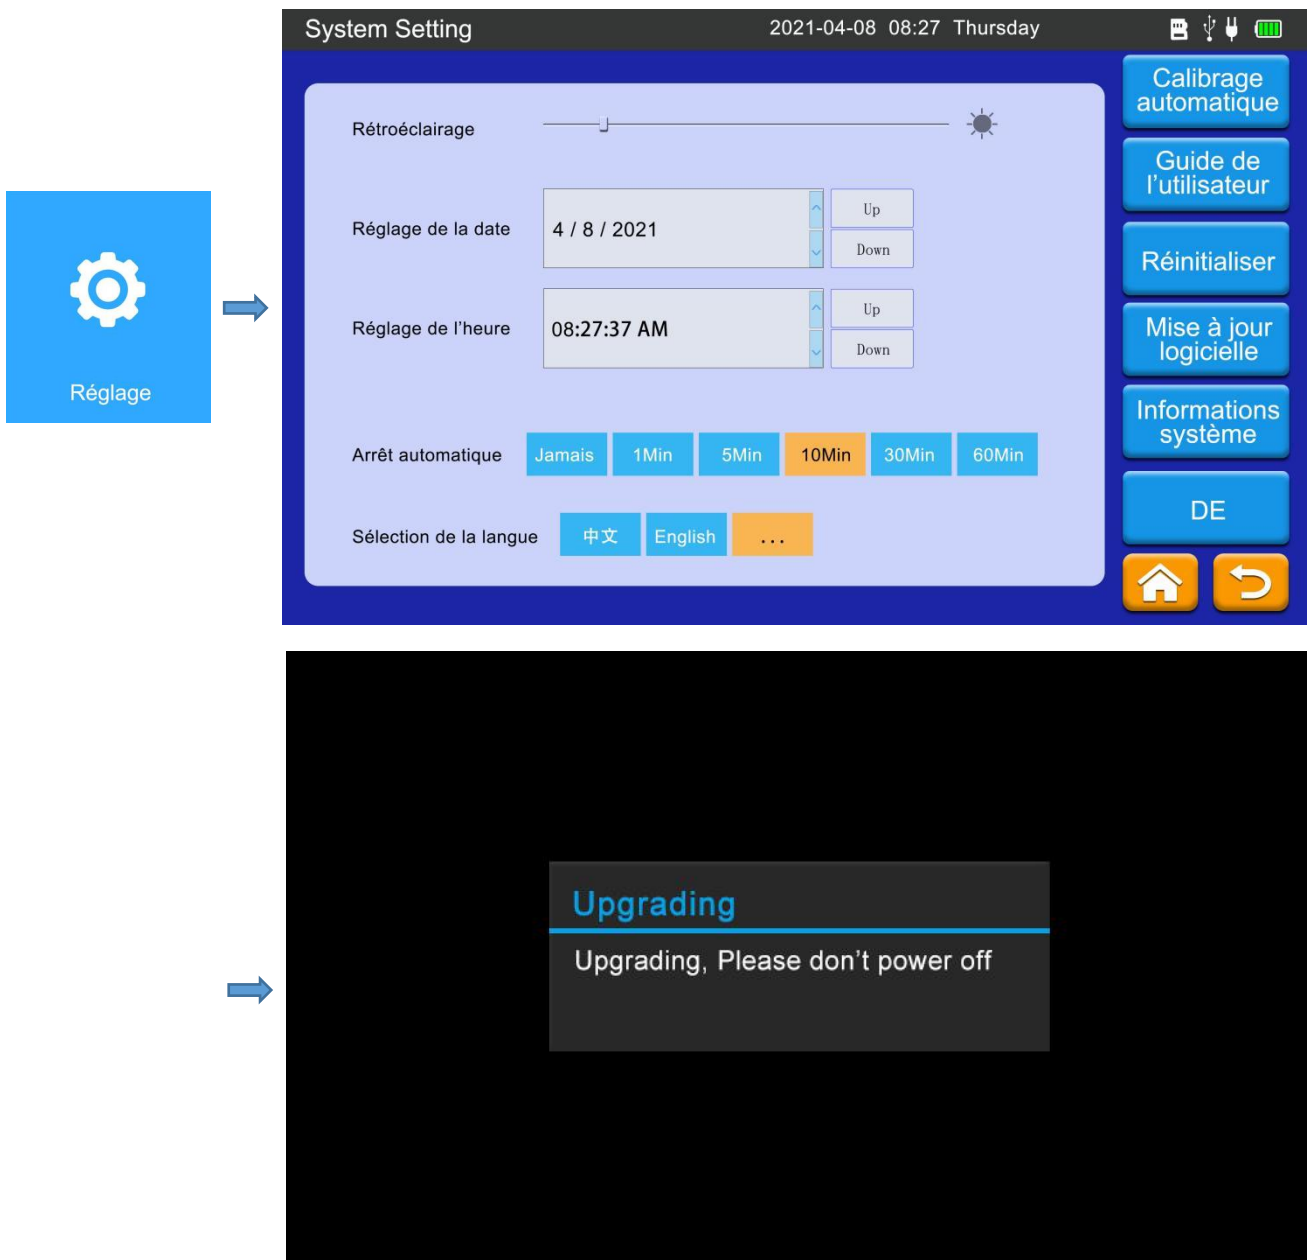 System Setting
2021-04-08 08:27 Thursday
Calibrage
automatique
Rétroéclairage
Guide de
l’utilisateur
Réglage de la date
4 / 8 / 2021
Up
Down
Réinitialiser
Réglage de l’heure
08:27:37 AM
Up
Down
Mise à jour
logicielle
Réglage
Informations
système
Arrêt automatique
Jamais 1Min 5Min 10Min 30Min 60Min
DE
Sélection de la langue
中文 English ...
Upgrading
Upgrading, Please don’t power off